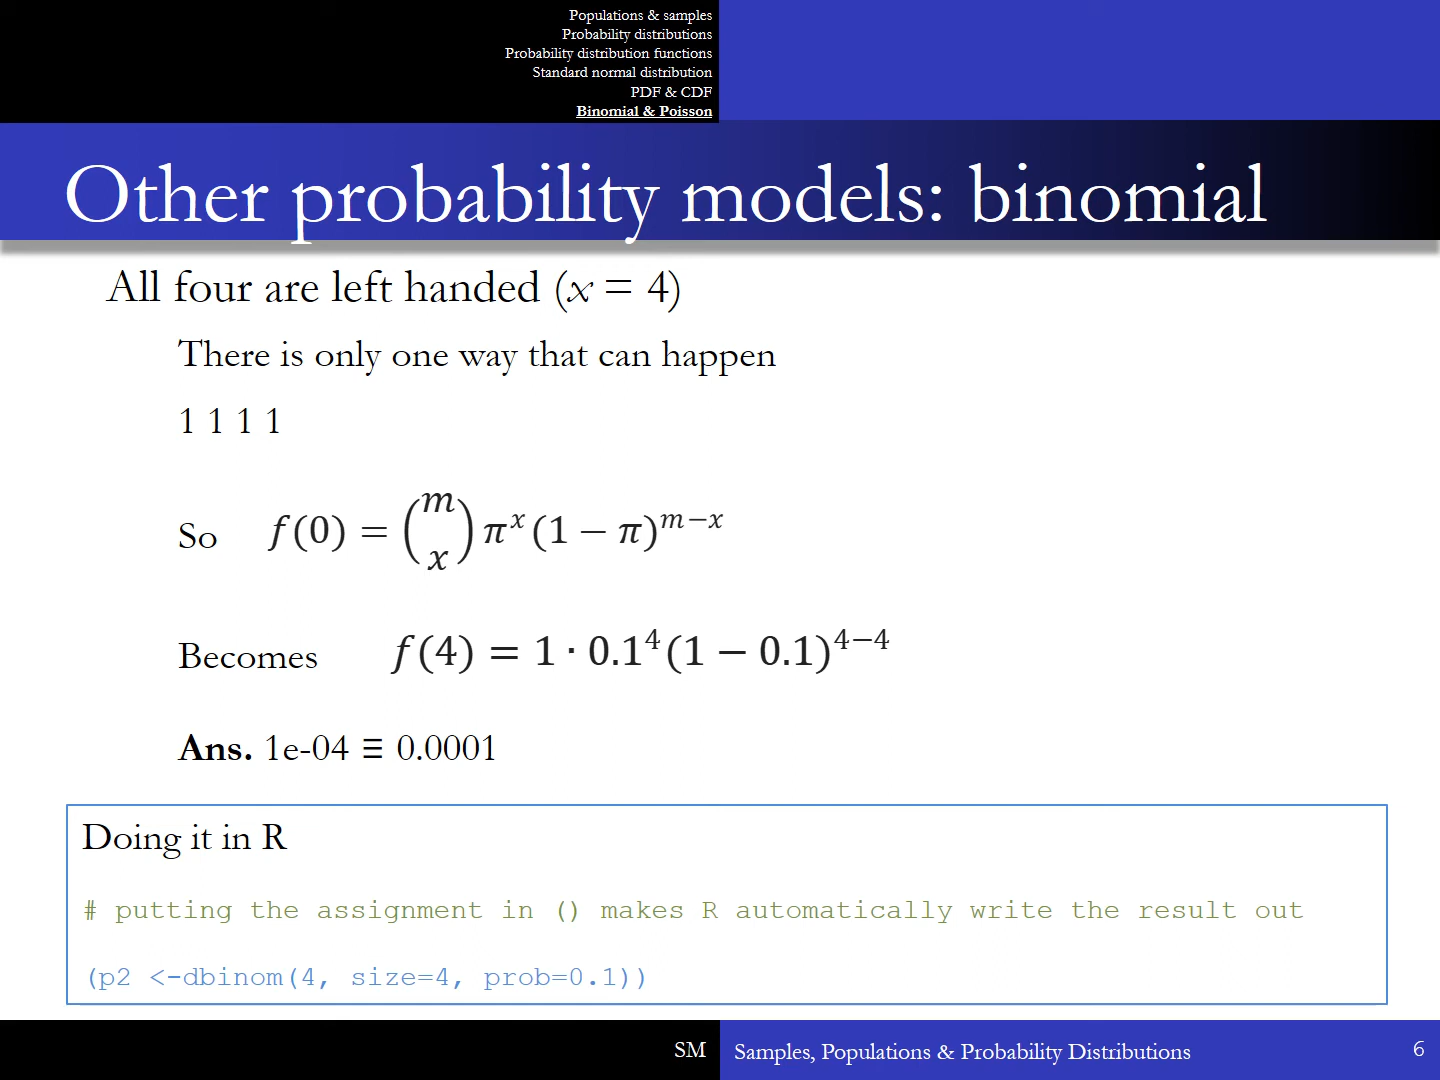 Populations & samples
Probability distributions
Probability distribution functions
Standard normal distribution
PDF & CDF
Binomial & Poisson
Other probability models: binomial
All four are left handed (x = 4)
There is only one way that can happen
1 1 1 1
So f(0) = (m x) π^x (1 − π)^{m−x}
Becomes f(4) = 1 · 0.1^4 (1 − 0.1)^{4−4}
Ans. 1e-04 ≡ 0.0001
Doing it in R
# putting the assignment in () makes R automatically write the result out
(p2 <-dbinom(4, size=4, prob=0.1))
SM Samples, Populations & Probability Distributions 6